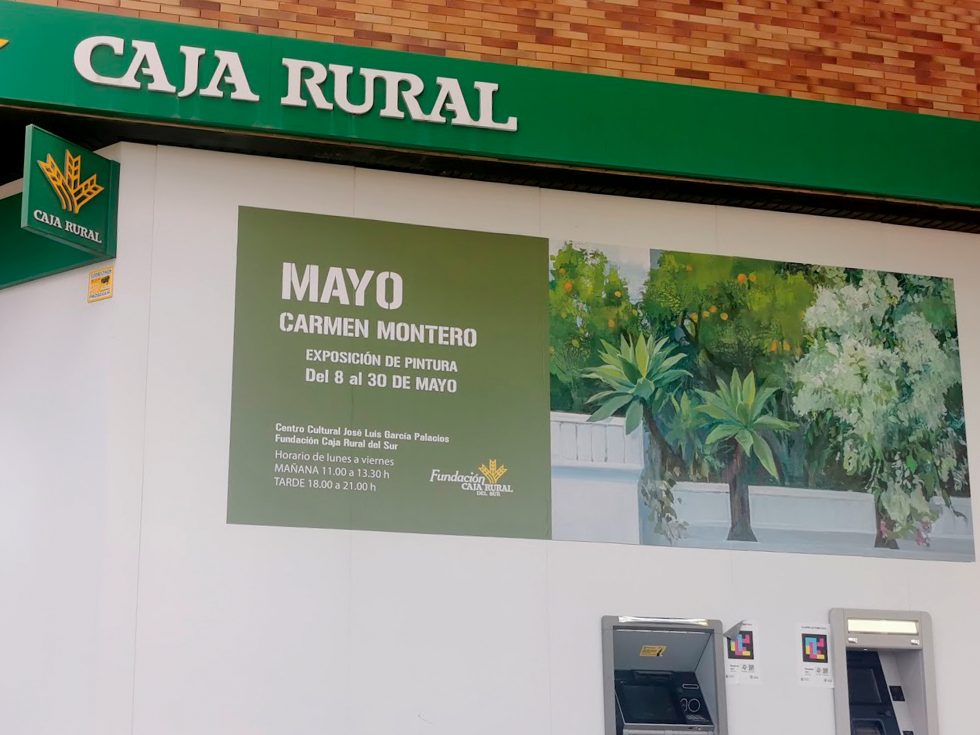 CAJA RURAL
CAJA RURAL
MAYO
CARMEN MONTERO
EXPOSICIÓN DE PINTURA
Del 8 al 30 DE MAYO
Centro Cultural José Luis García Palacios
Fundación Caja Rural del Sur
Horario de lunes a viernes
MAÑANA 11.00 a 13.30 h
TARDE 18.00 a 21.00 h
Fundación
CAJA RURAL
DEL SUR